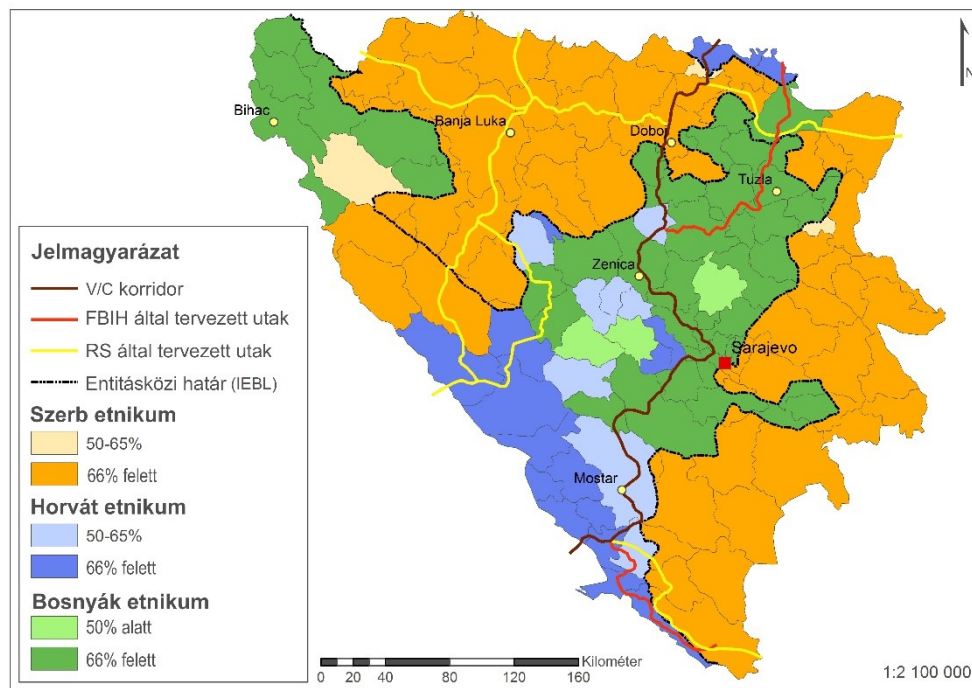 N
Bihac
Banja Luka
Doboj
Tuzla
Zenica
Sarajevo
Mostar
Jelmagyarázat
V/C korridor
FBIH által tervezett utak
RS által tervezett utak
Entitásközi határ (IEBL)
Szerb etnikum
50-65%
66% felett
Horvát etnikum
50-65%
66% felett
Bosnyák etnikum
50% alatt
66% felett
Kilométer
0 20 40 80 120 160
1:2 100 000